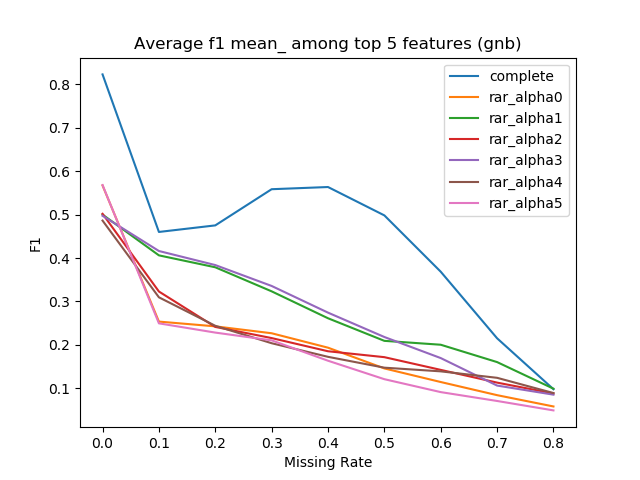 Average f1 mean_ among top 5 features (gnb)
complete
rar_alpha0
rar_alpha1
rar_alpha2
rar_alpha3
rar_alpha4
rar_alpha5
F1
0.8
0.7
0.6
0.5
0.4
0.3
0.2
0.1
0.0 0.1 0.2 0.3 0.4 0.5 0.6 0.7 0.8
Missing Rate